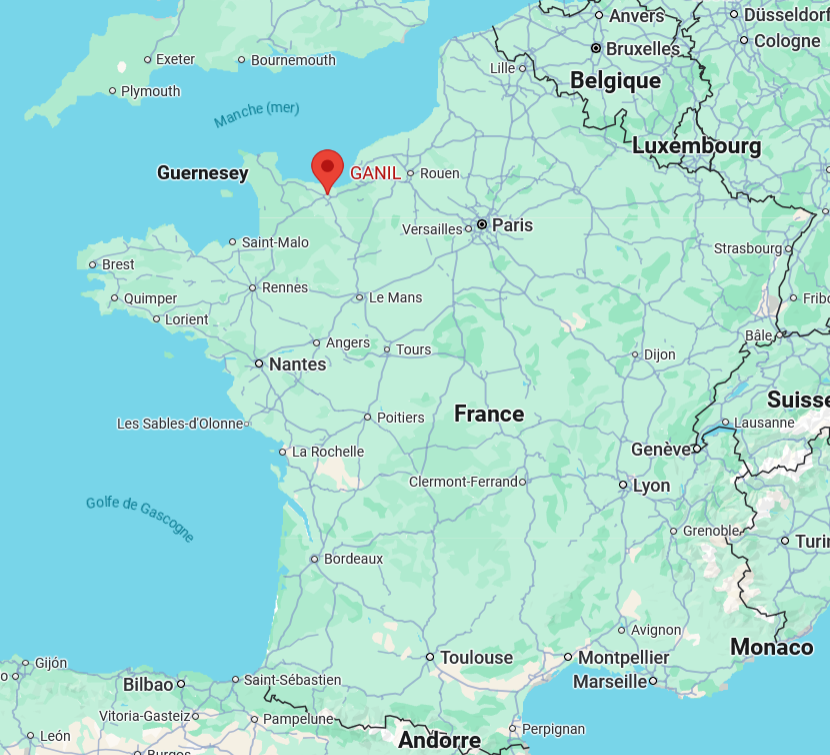 Anvers
Düsseldorf
Exeter
Bournemouth
Bruxelles
Cologne
Lille
Belgique
Plymouth
Manche (mer)
Luxembourg
Guernesey
GANIL
Rouen
Versailles
Paris
Saint-Malo
Strasbourg
Brest
Rennes
Quimper
Le Mans
Fribo
Lorient
Angers
Tours
Bâle
Nantes
Dijon
Suisse
France
Poitiers
Les Sables-d'Olonne
Lausanne
La Rochelle
Genève
Clermont-Ferrand
Lyon
Golfe de Gascogne
Grenoble
Turin
Bordeaux
Avignon
Monaco
Toulouse
Montpellier
Gijón
Saint-Sébastien
Marseille
Bilbao
Vitoria-Gasteiz
Pampelune
Perpignan
León
Andorre
Burgos